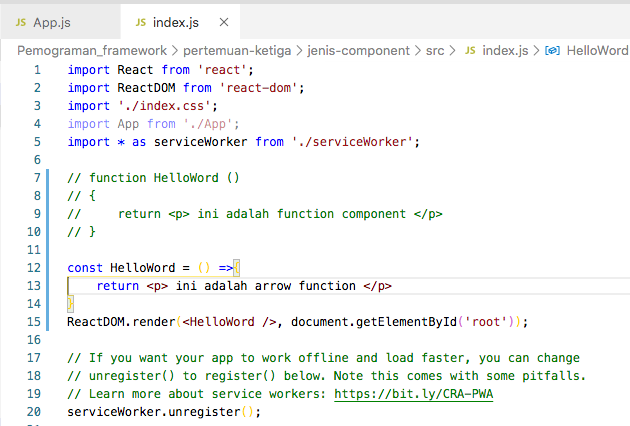 JS App.js JS index.js ×
Pemograman_framework > pertemuan-ketiga > jenis-component > src > JS index.js > HelloWord
1 import React from 'react';
2 import ReactDOM from 'react-dom';
3 import './index.css';
4 import App from './App';
5 import * as serviceWorker from './serviceWorker';
6
7 // function HelloWord ()
8 // {
9 //     return <p> ini adalah function component </p>
10 // }
11
12 const HelloWord = () =>{
13     return <p> ini adalah arrow function </p>
14 }
15 ReactDOM.render(<HelloWord />, document.getElementById('root'));
16
17 // If you want your app to work offline and load faster, you can change
18 // unregister() to register() below. Note this comes with some pitfalls.
19 // Learn more about service workers: https://bit.ly/CRA-PWA
20 serviceWorker.unregister();